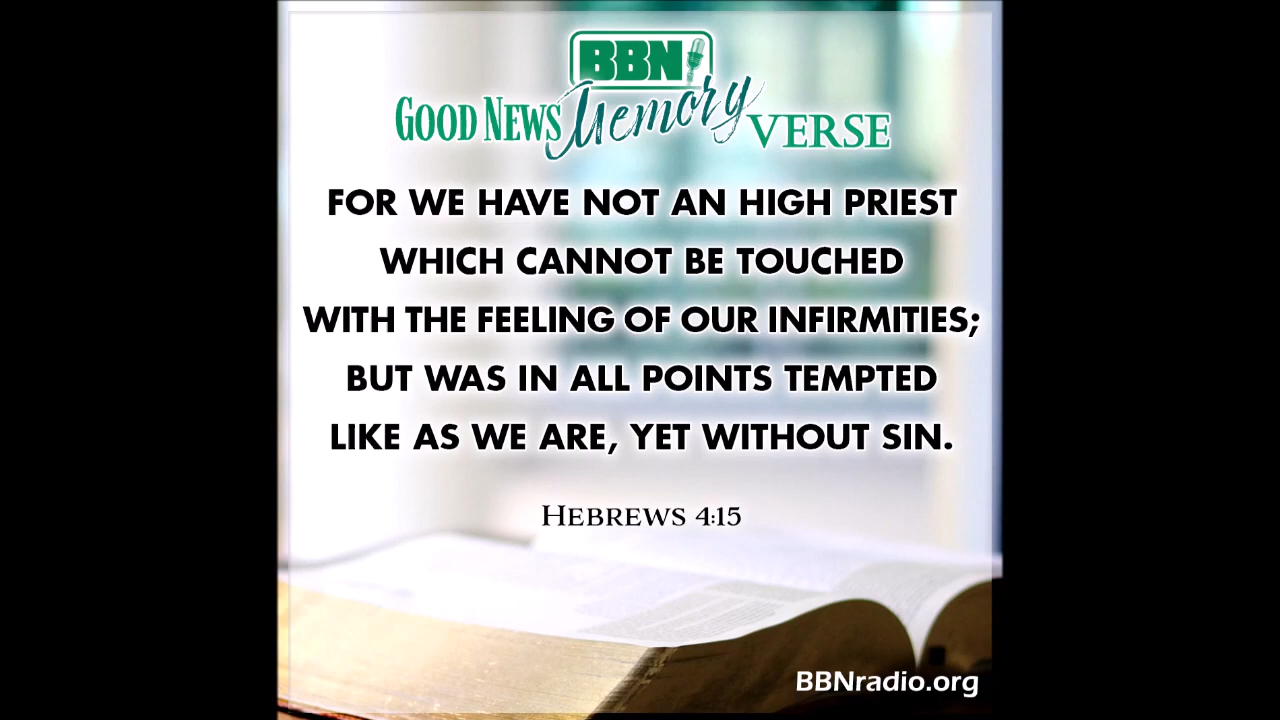 BBN
GOOD NEWS Memory VERSE
FOR WE HAVE NOT AN HIGH PRIEST
WHICH CANNOT BE TOUCHED
WITH THE FEELING OF OUR INFIRMITIES;
BUT WAS IN ALL POINTS TEMPTED
LIKE AS WE ARE, YET WITHOUT SIN.
HEBREWS 4:15
BBNradio.org